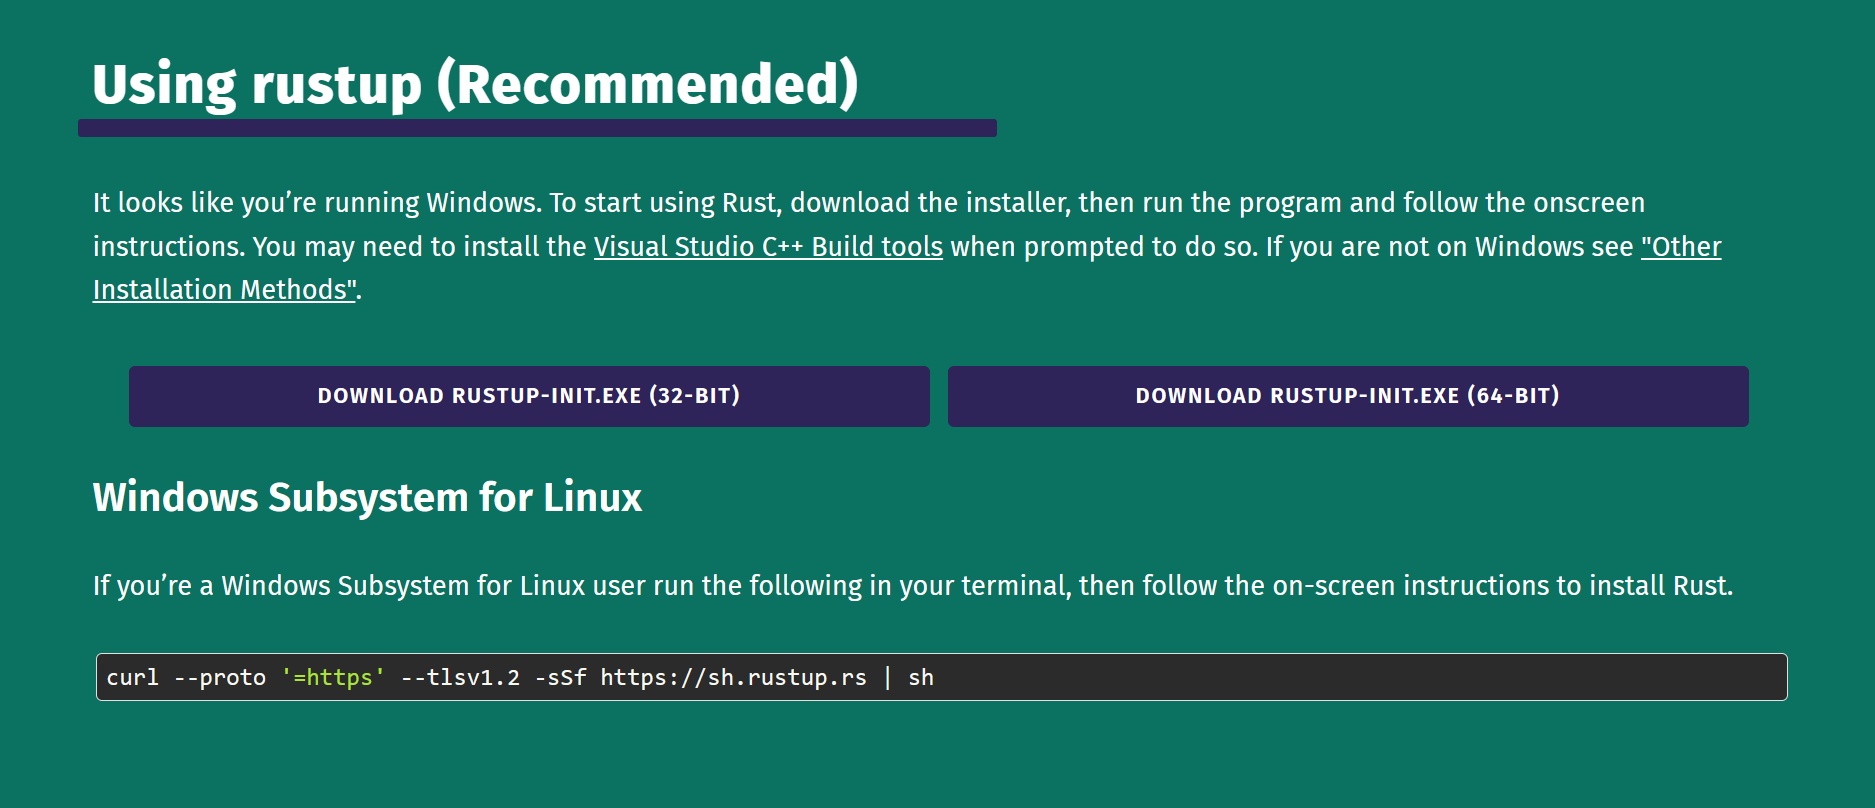 Using rustup (Recommended)
It looks like you’re running Windows. To start using Rust, download the installer, then run the program and follow the onscreen
instructions. You may need to install the Visual Studio C++ Build tools when prompted to do so. If you are not on Windows see "Other
Installation Methods".
DOWNLOAD RUSTUP-INIT.EXE (32-BIT)
DOWNLOAD RUSTUP-INIT.EXE (64-BIT)
Windows Subsystem for Linux
If you’re a Windows Subsystem for Linux user run the following in your terminal, then follow the on-screen instructions to install Rust.
curl --proto '=https' --tlsv1.2 -sSf https://sh.rustup.rs | sh